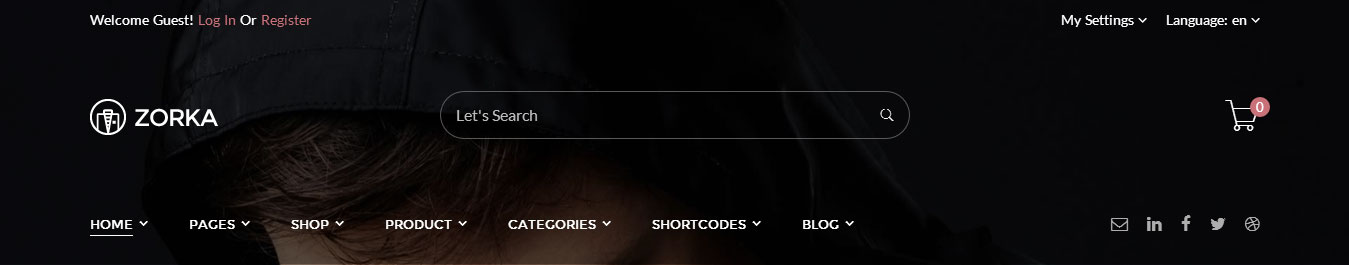 Welcome Guest! Log In Or Register
My Settings Language: en
ZORKA
Let's Search
0
HOME PAGES SHOP PRODUCT CATEGORIES SHORTCODES BLOG